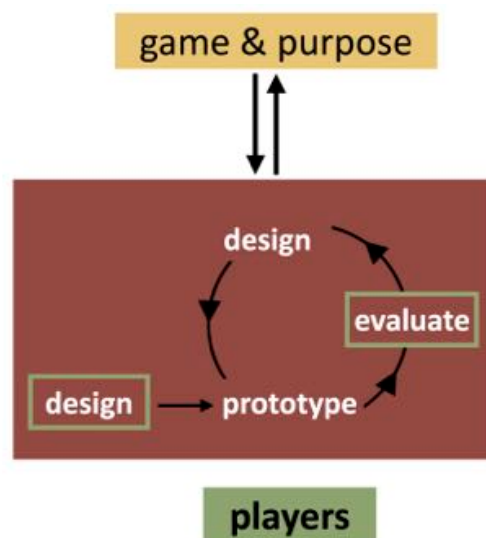 game & purpose
design
evaluate
design
prototype
players